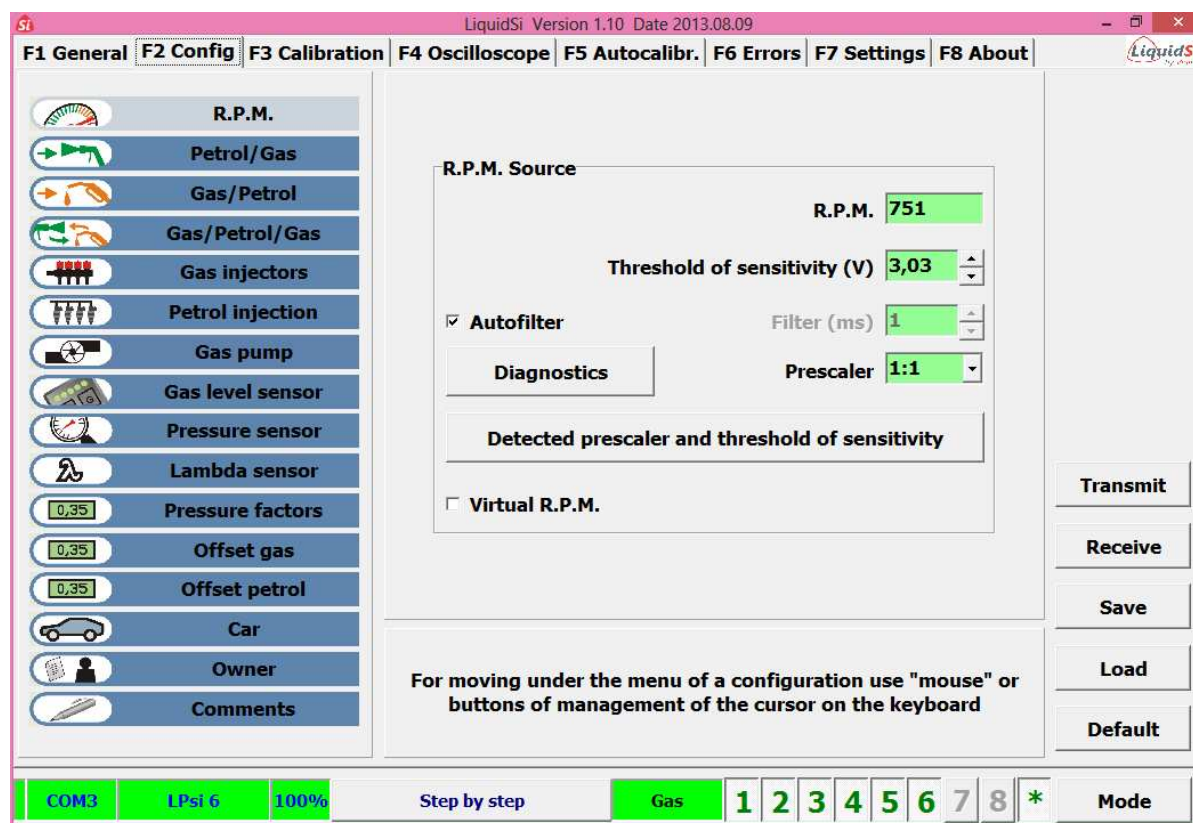 Si
LiquidSi Version 1.10 Date 2013.08.09
F1 General F2 Config F3 Calibration F4 Oscilloscope F5 Autocalibr. F6 Errors F7 Settings F8 About
LiquidS
R.P.M.
Petrol/Gas
Gas/Petrol
Gas/Petrol/Gas
Gas injectors
Petrol injection
Gas pump
Gas level sensor
Pressure sensor
Lambda sensor
0,35 Pressure factors
0,35 Offset gas
0,35 Offset petrol
Car
Owner
Comments
R.P.M. Source
R.P.M. 751
Threshold of sensitivity (V) 3,03
Autofilter Filter (ms) 1
Diagnostics Prescaler 1:1
Detected prescaler and threshold of sensitivity
Virtual R.P.M.
For moving under the menu of a configuration use "mouse" or
buttons of management of the cursor on the keyboard
Transmit
Receive
Save
Load
Default
COM3 LPsi 6 100% Step by step Gas 1 2 3 4 5 6 7 8 * Mode